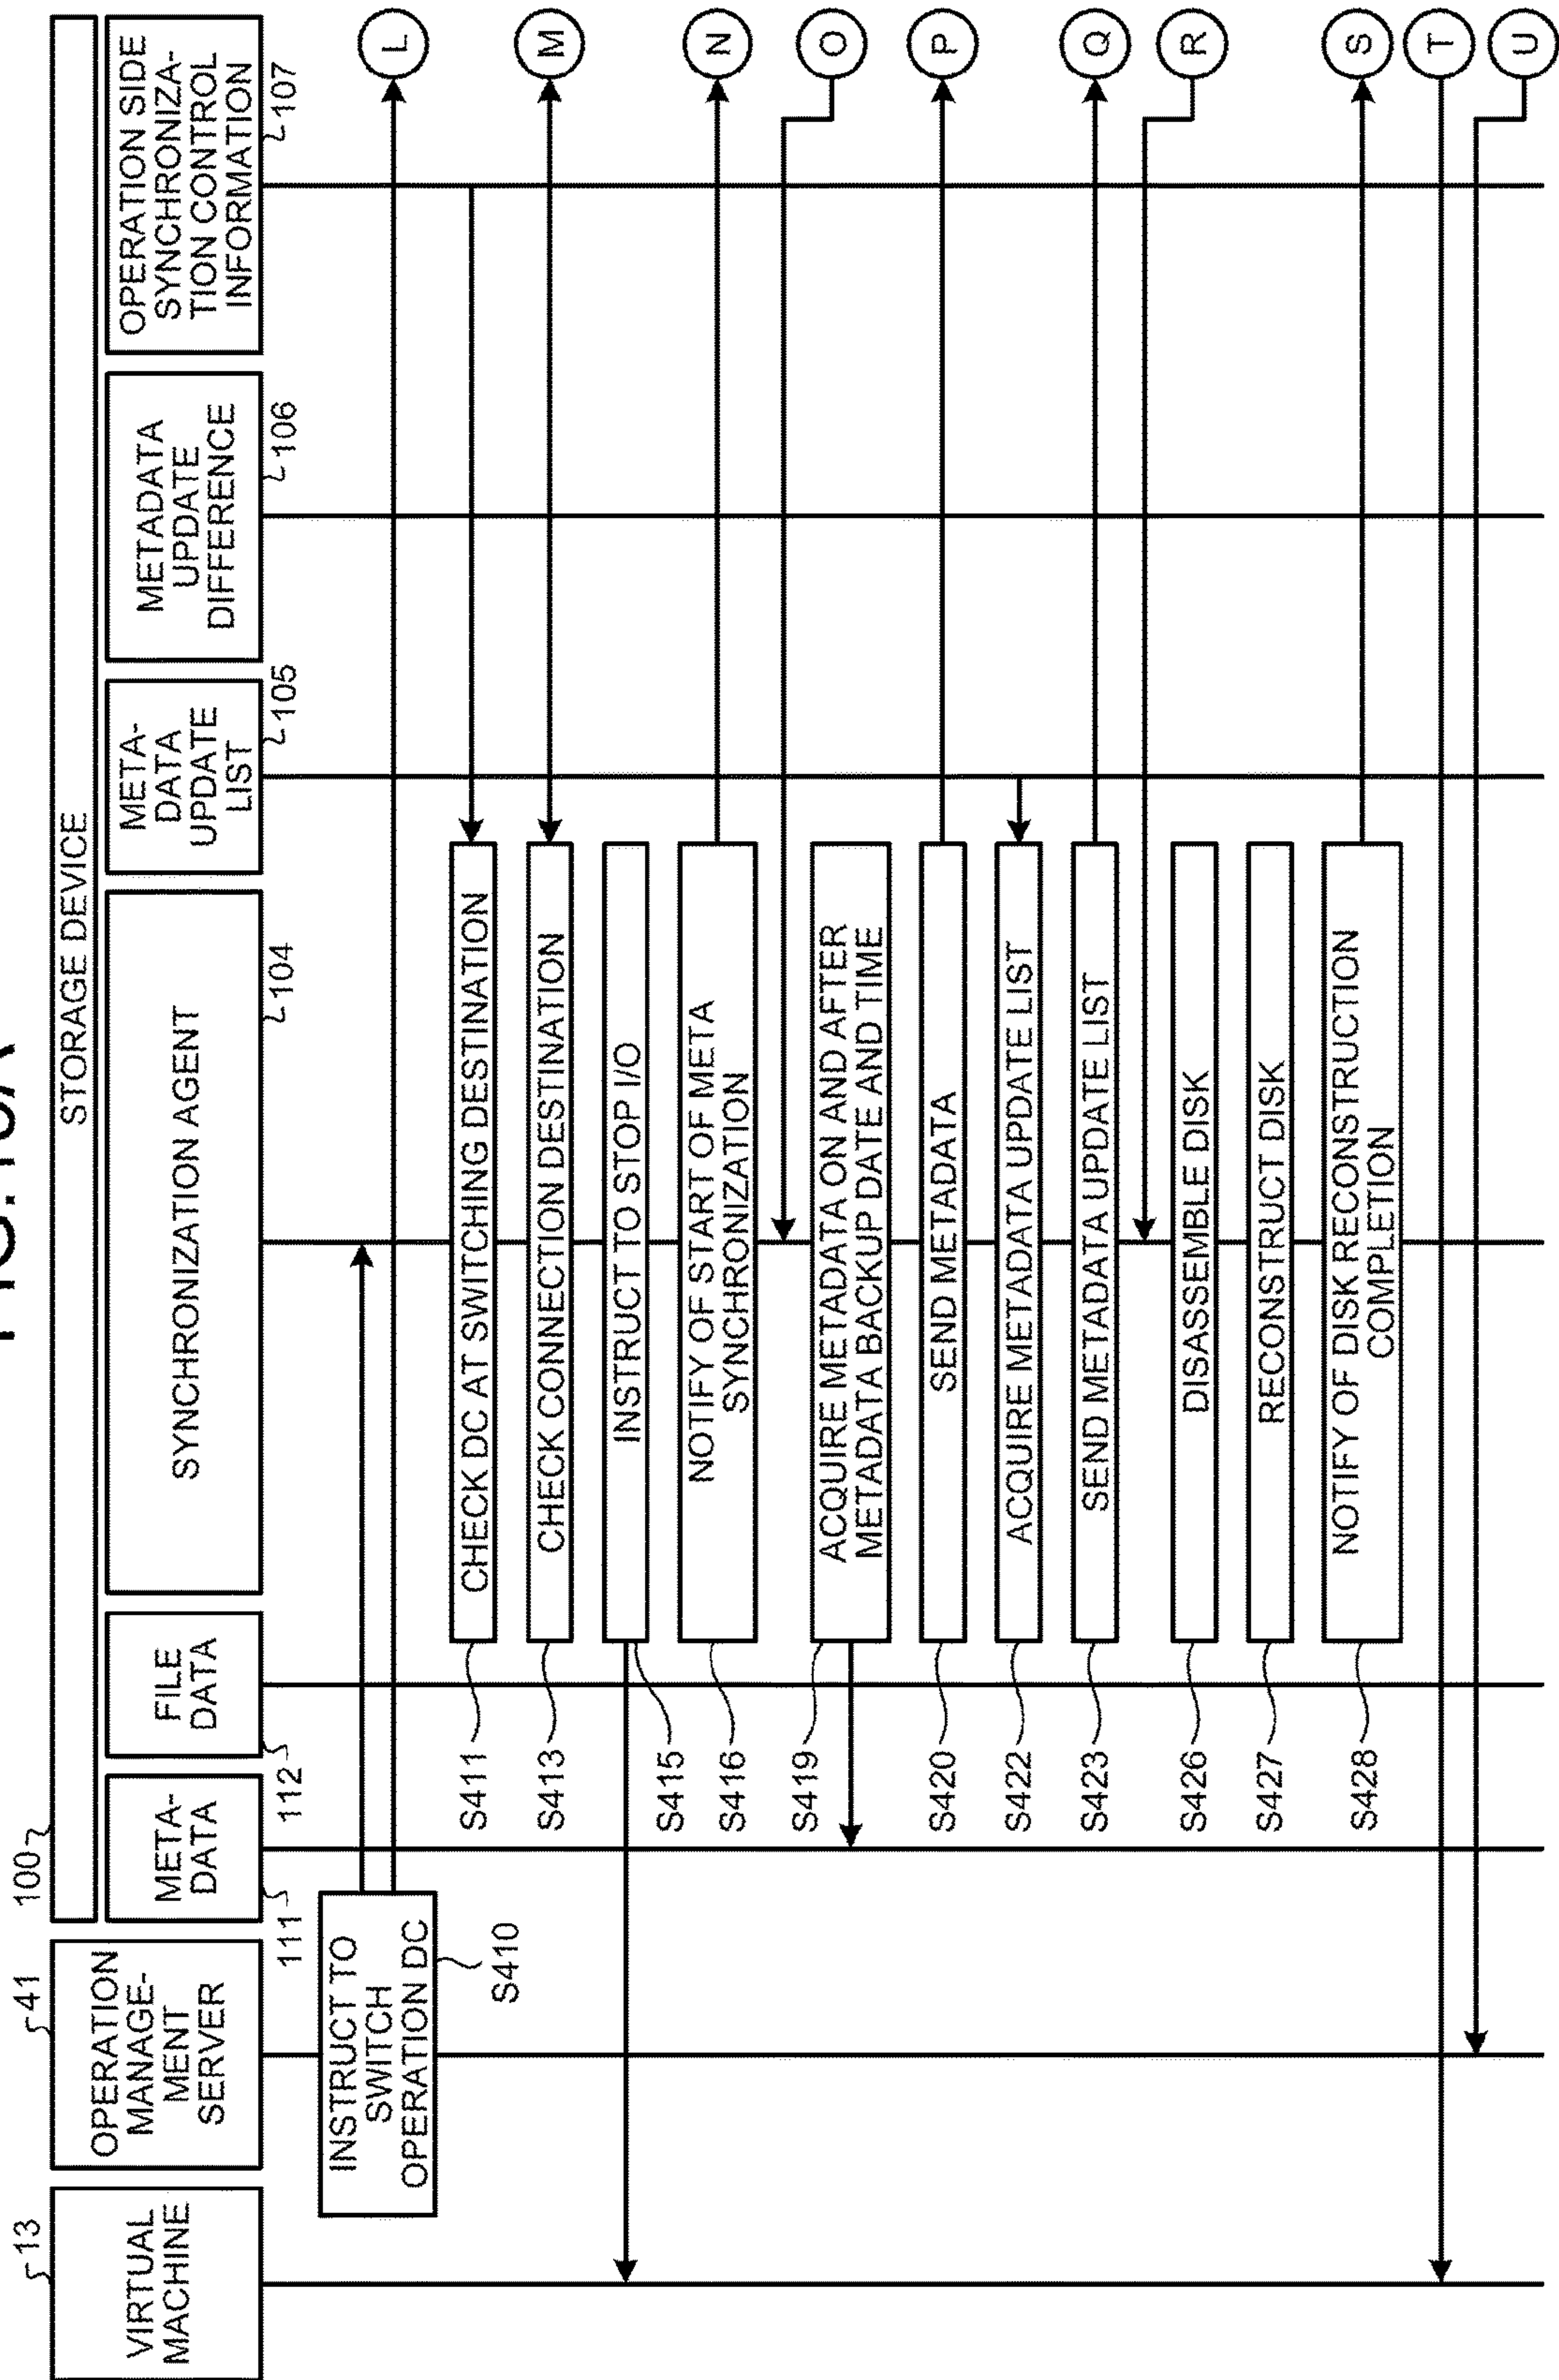 STORAGE DEVICE
100
13
VIRTUAL
MACHINE
41
OPERATION
MANAGE-
MENT
SERVER
META-
DATA
111
FILE
DATA
112
SYNCHRONIZATION AGENT
104
META-
DATA
UPDATE
LIST
105
METADATA
UPDATE
DIFFERENCE
106
OPERATION SIDE
SYNCHRONIZA-
TION CONTROL
INFORMATION
107
INSTRUCT TO
SWITCH
OPERATION DC
S410
L
S411
CHECK DC AT SWITCHING DESTINATION
S413
CHECK CONNECTION DESTINATION
M
S415
INSTRUCT TO STOP I/O
S416
NOTIFY OF START OF META
SYNCHRONIZATION
N
O
S419
ACQUIRE METADATA ON AND AFTER
METADATA BACKUP DATE AND TIME
S420
SEND METADATA
P
S422
ACQUIRE METADATA UPDATE LIST
S423
SEND METADATA UPDATE LIST
Q
R
S426
DISASSEMBLE DISK
S427
RECONSTRUCT DISK
S428
NOTIFY OF DISK RECONSTRUCTION
COMPLETION
S
T
U